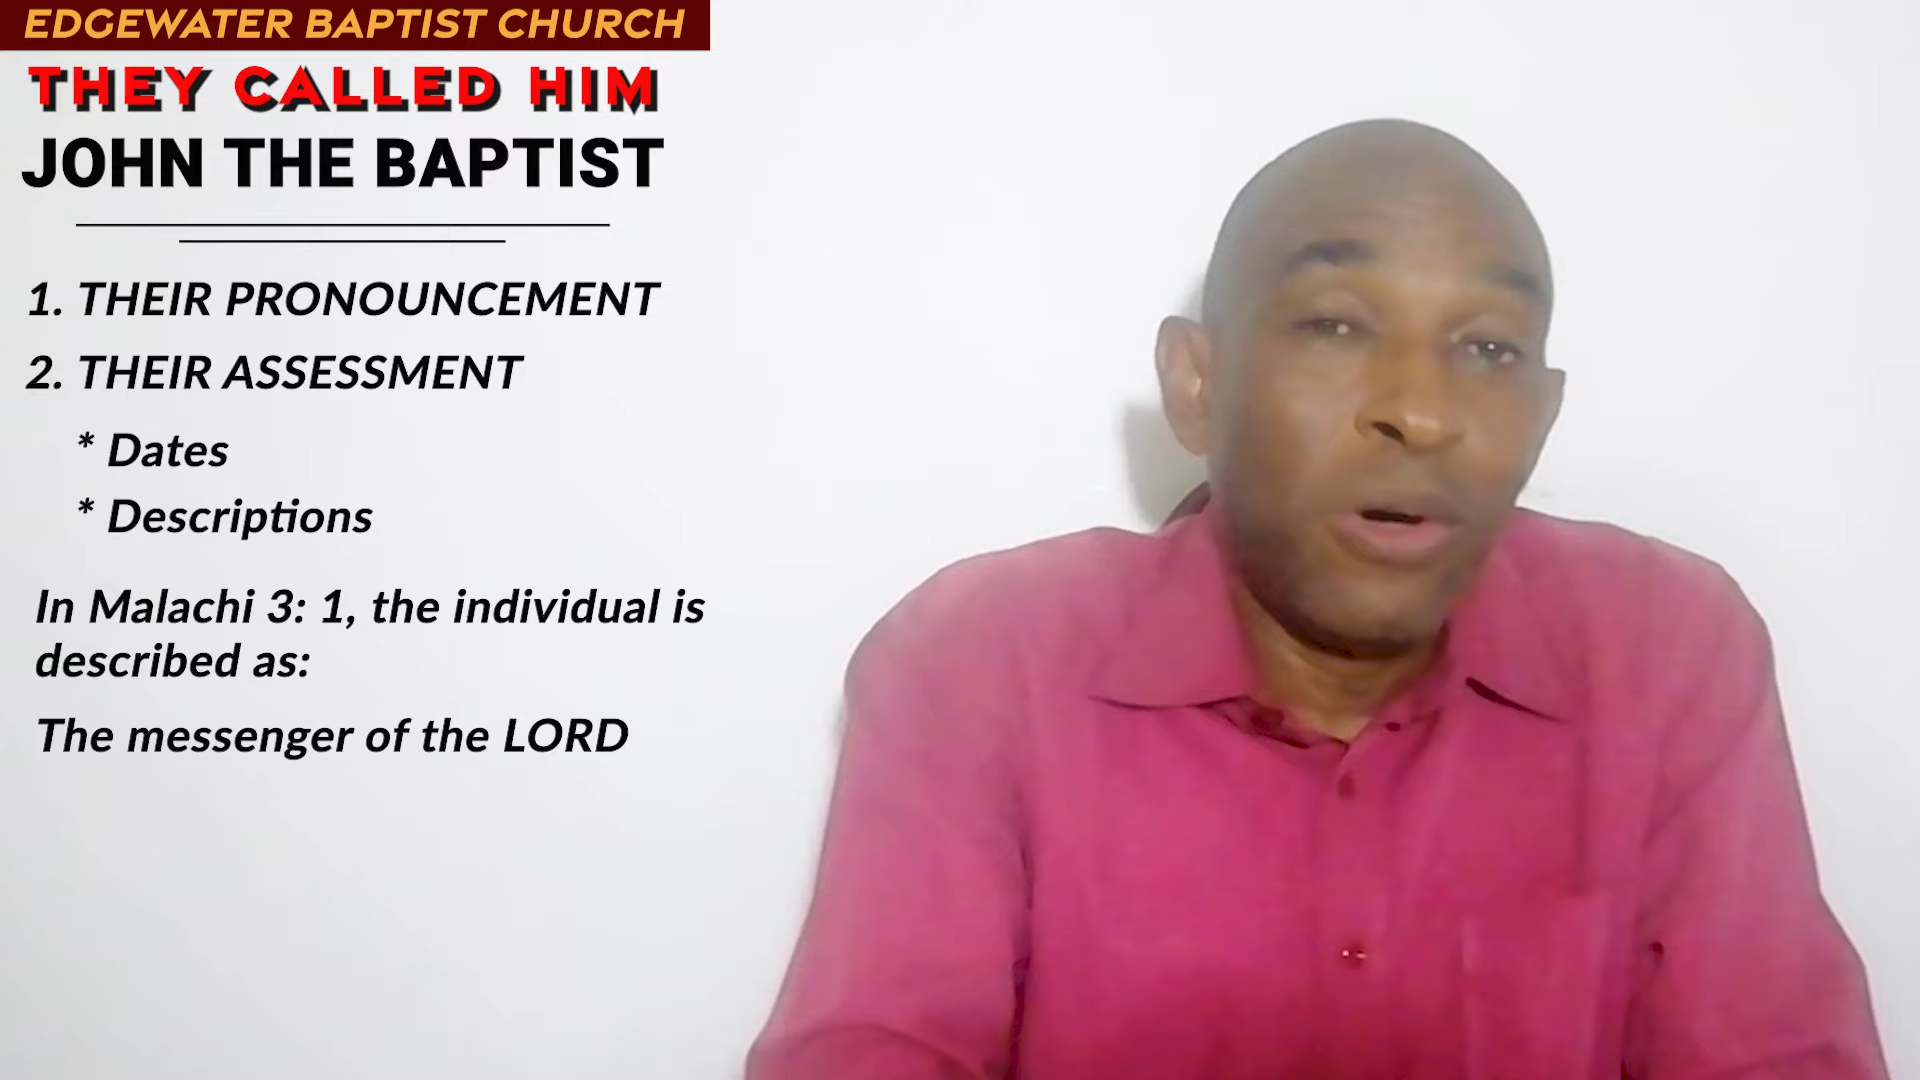 EDGEWATER BAPTIST CHURCH
THEY CALLED HIM
JOHN THE BAPTIST
1. THEIR PRONOUNCEMENT
2. THEIR ASSESSMENT
* Dates
* Descriptions
In Malachi 3: 1, the individual is
described as:
The messenger of the LORD